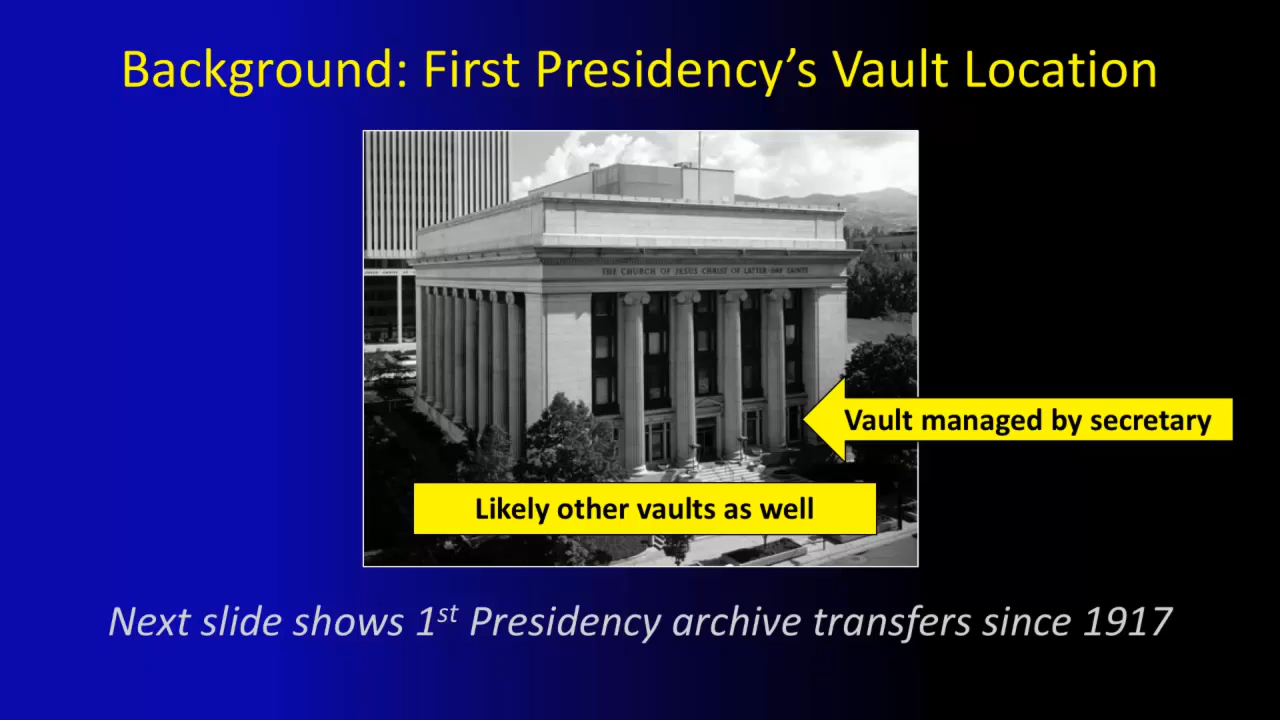 Background: First Presidency’s Vault Location
THE CHURCH OF JESUS CHRIST OF LATTER-DAY SAINTS
Vault managed by secretary
Likely other vaults as well
Next slide shows 1st Presidency archive transfers since 1917